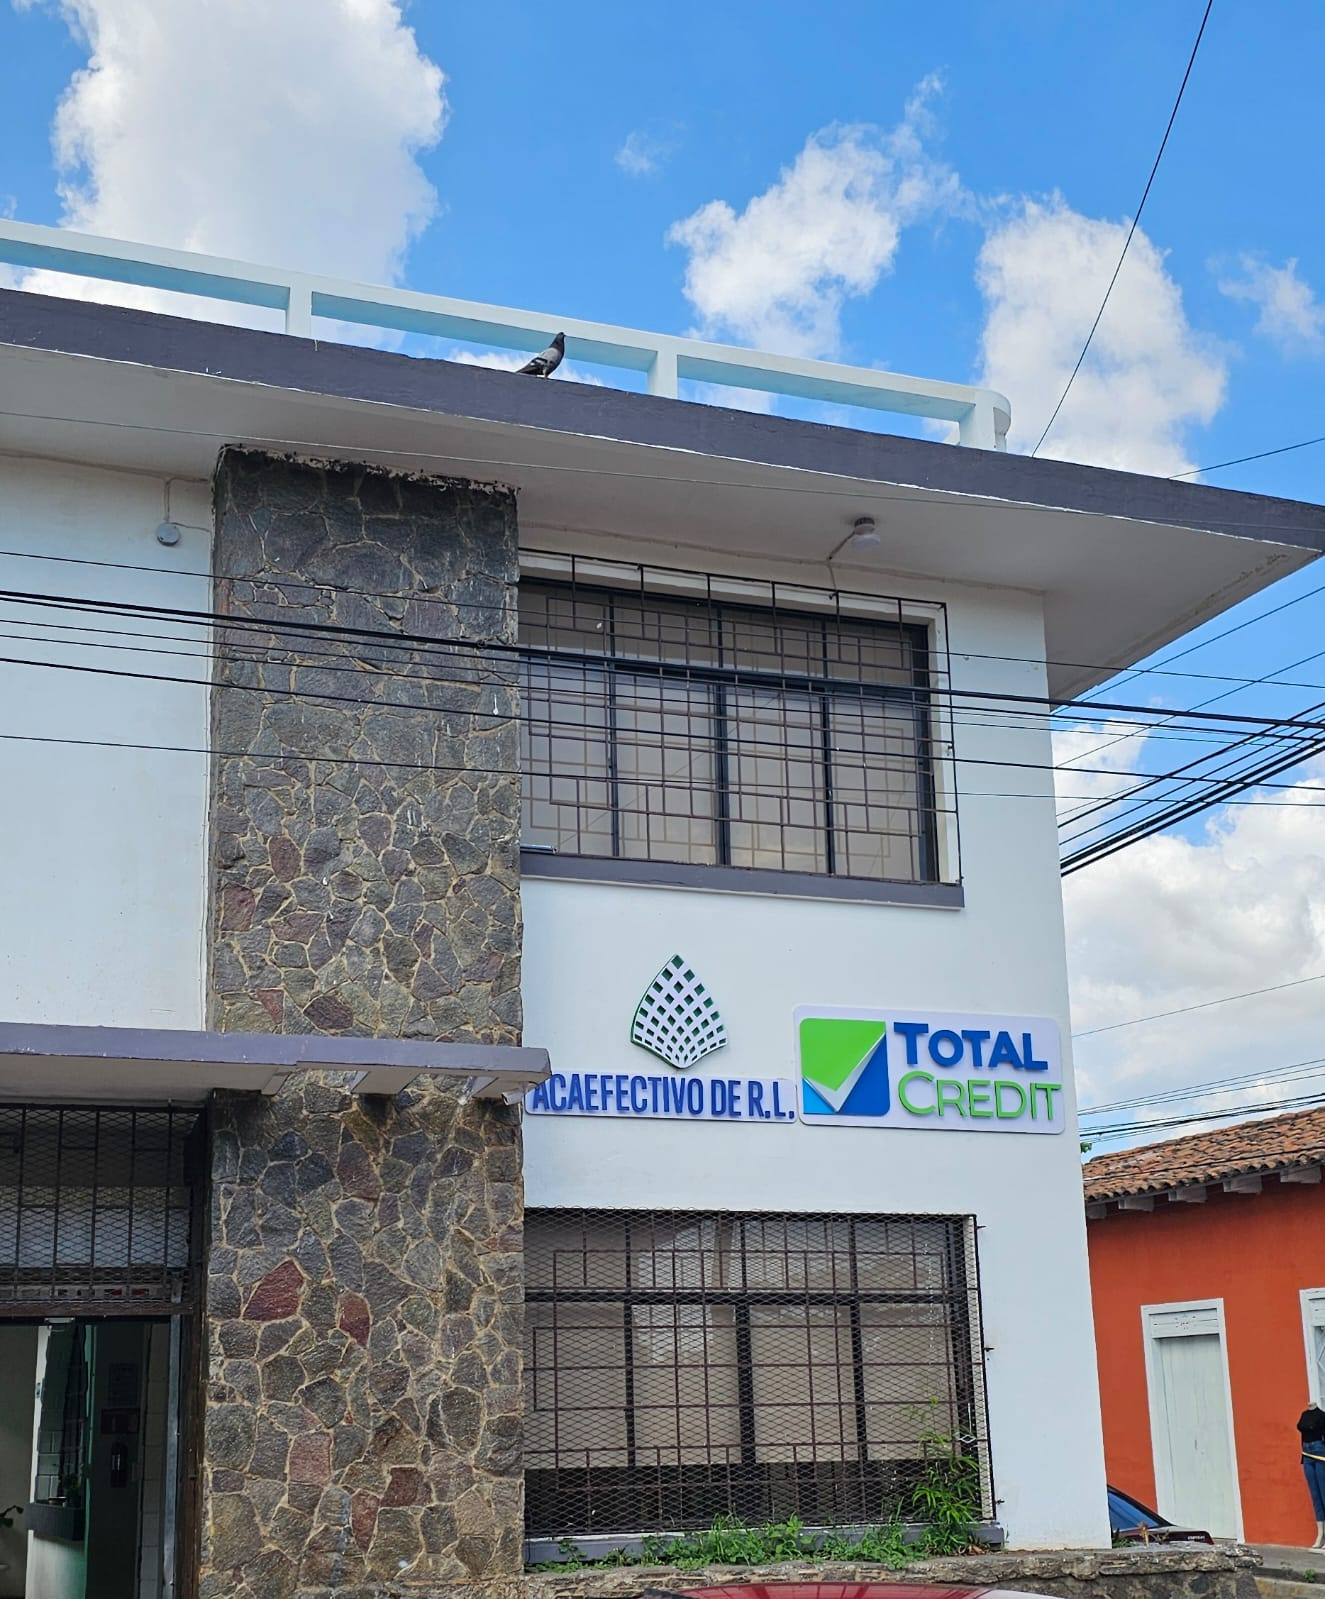 ACAEFECTIVO DE R.L.
TOTAL
CREDIT